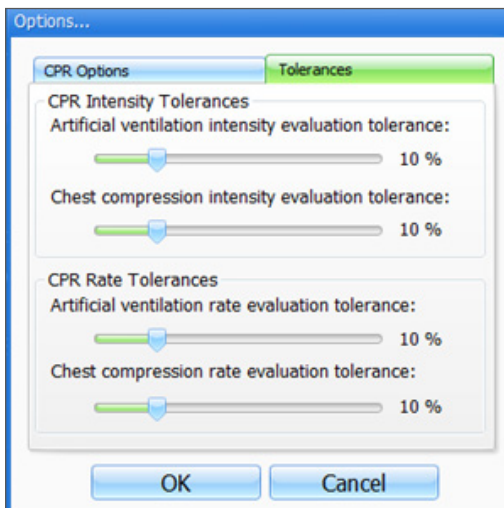 Options...
CPR Options
Tolerances
CPR Intensity Tolerances
Artificial ventilation intensity evaluation tolerance:
10 %
Chest compression intensity evaluation tolerance:
10 %
CPR Rate Tolerances
Artificial ventilation rate evaluation tolerance:
10 %
Chest compression rate evaluation tolerance:
10 %
OK
Cancel